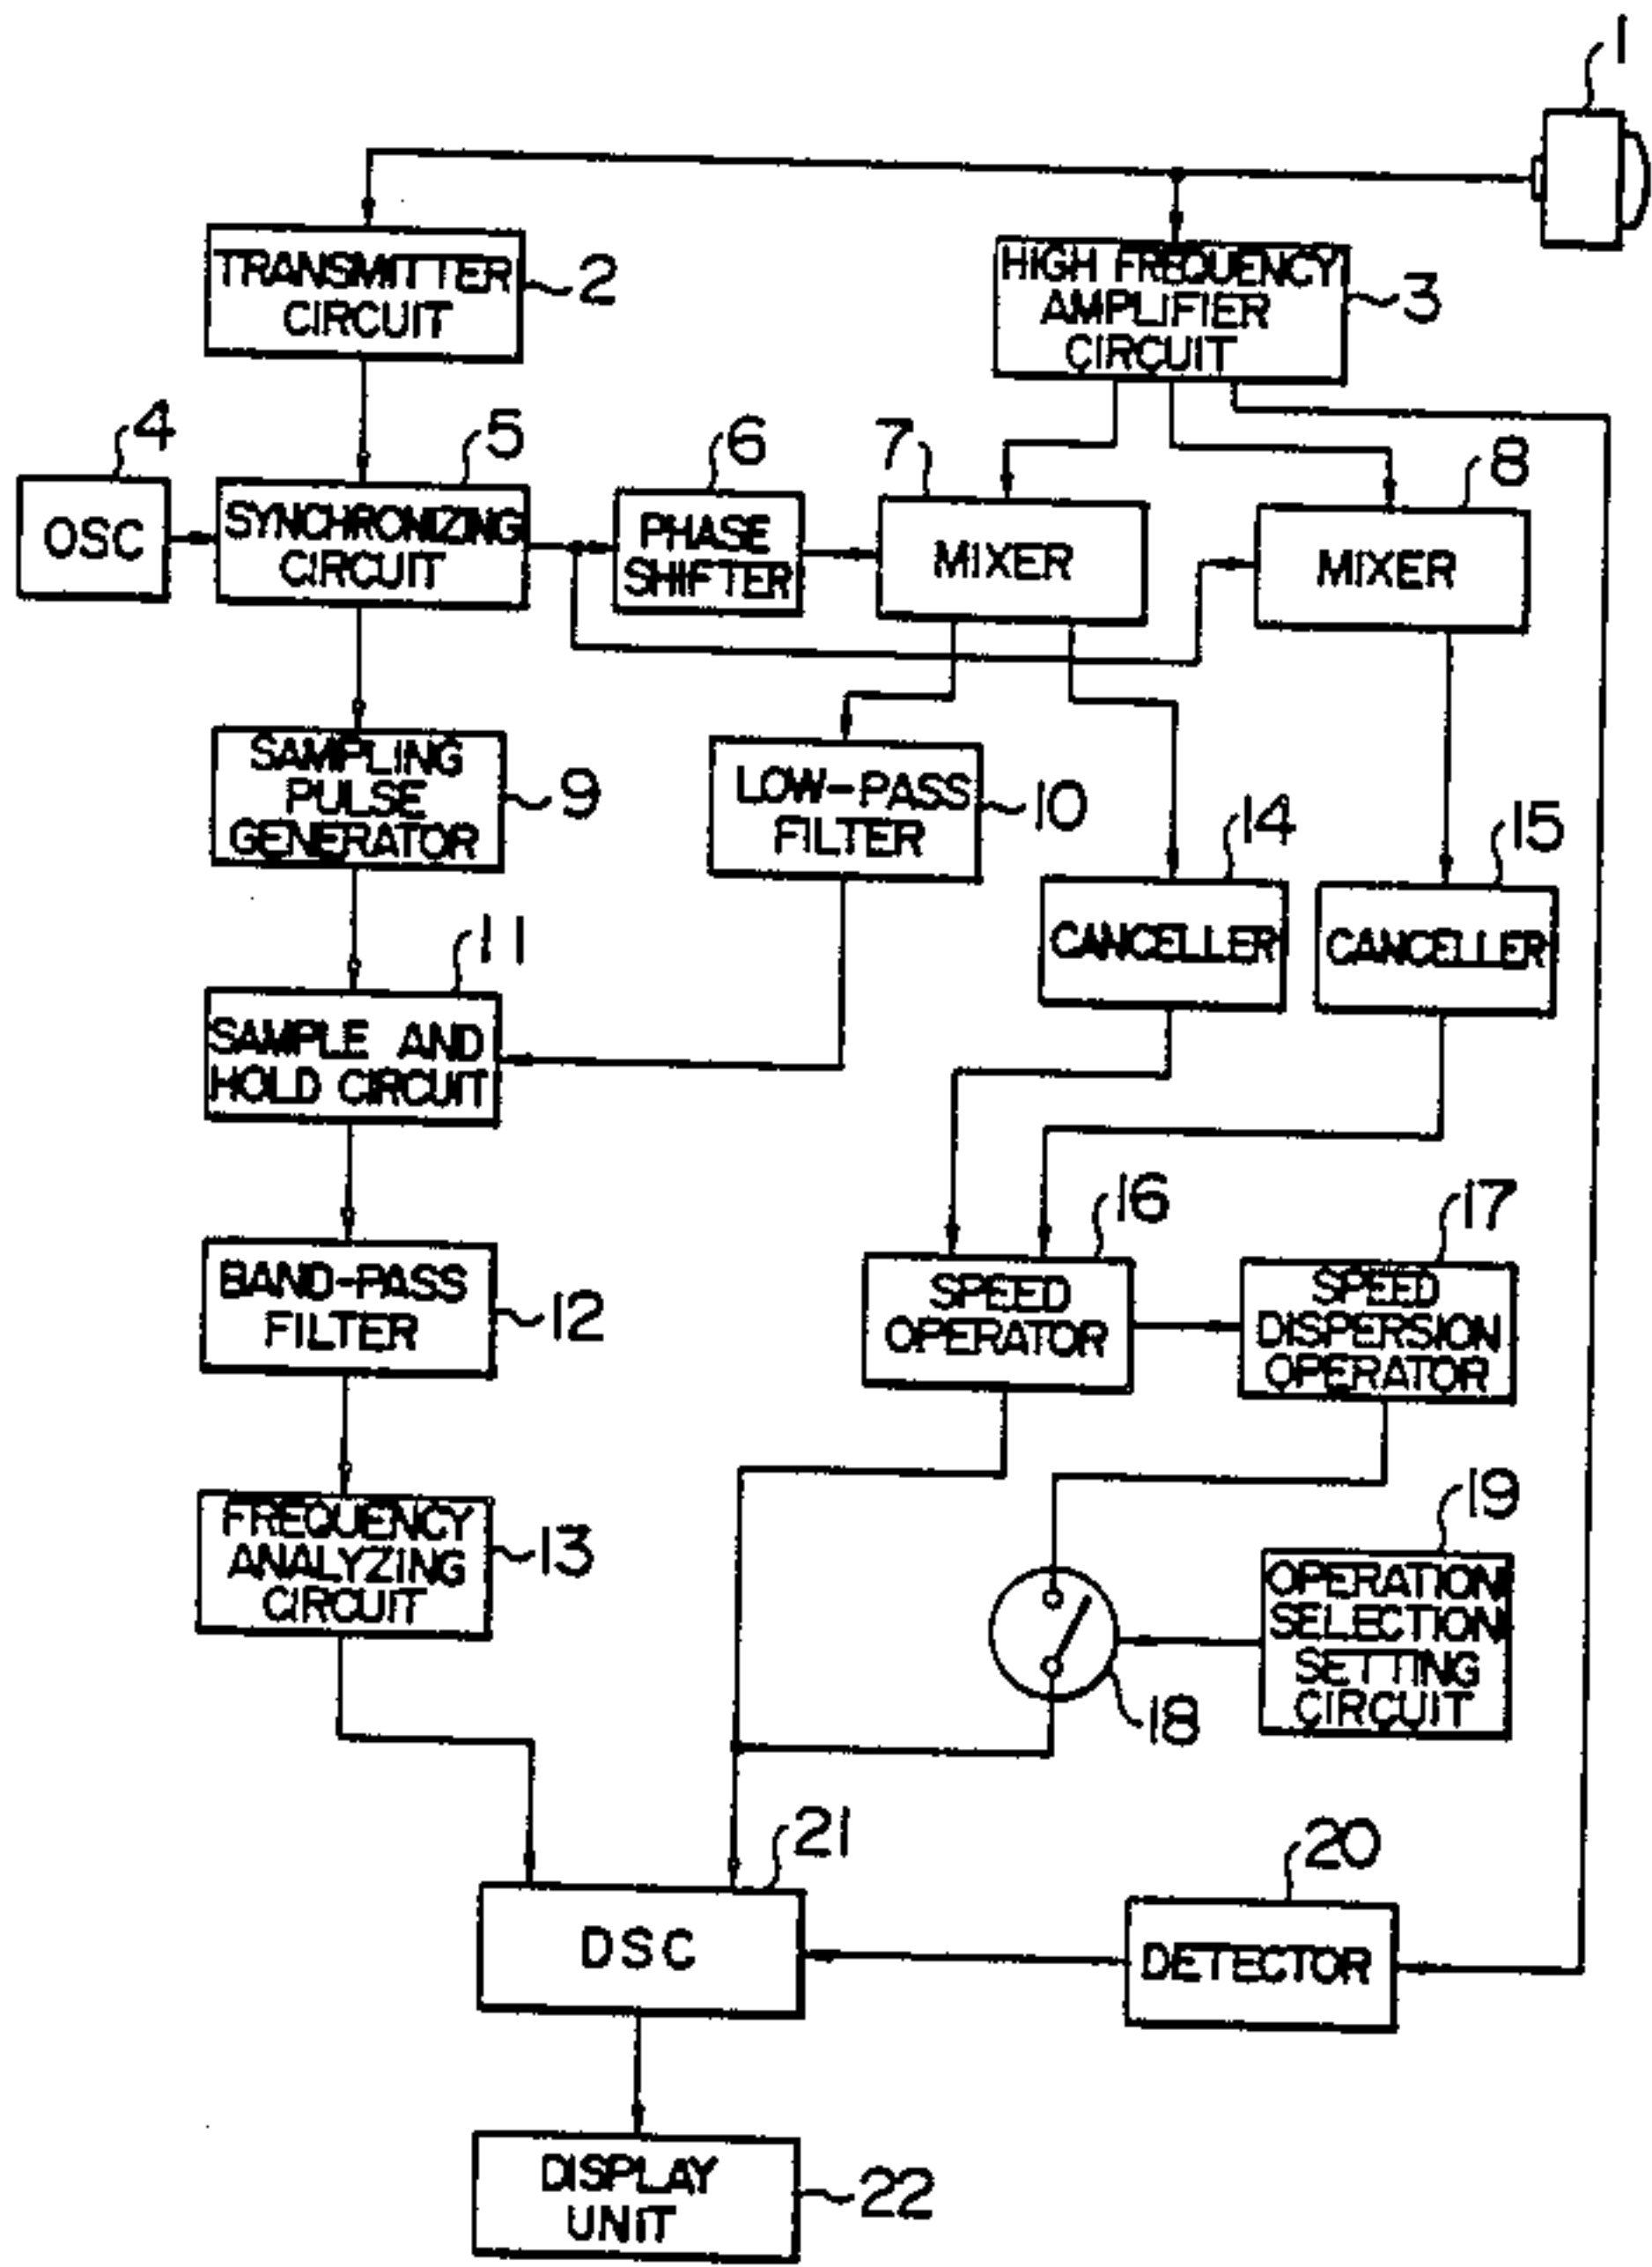 1
TRANSMITTER
CIRCUIT
2
HIGH FREQUENCY
AMPLIFIER
CIRCUIT
3
4
OSC
5
SYNCHRONIZING
CIRCUIT
6
PHASE
SHIFTER
7
MIXER
8
MIXER
SAMPLING
PULSE
GENERATOR
9
LOW-PASS
FILTER
10
14
CANCELLER
15
CANCELLER
11
SAMPLE AND
HOLD CIRCUIT
BAND-PASS
FILTER
12
16
SPEED
OPERATOR
17
SPEED
DISPERSION
OPERATOR
FREQUENCY
ANALYZING
CIRCUIT
13
18
19
OPERATION
SELECTION
SETTING
CIRCUIT
21
DSC
20
DETECTOR
DISPLAY
UNIT
22